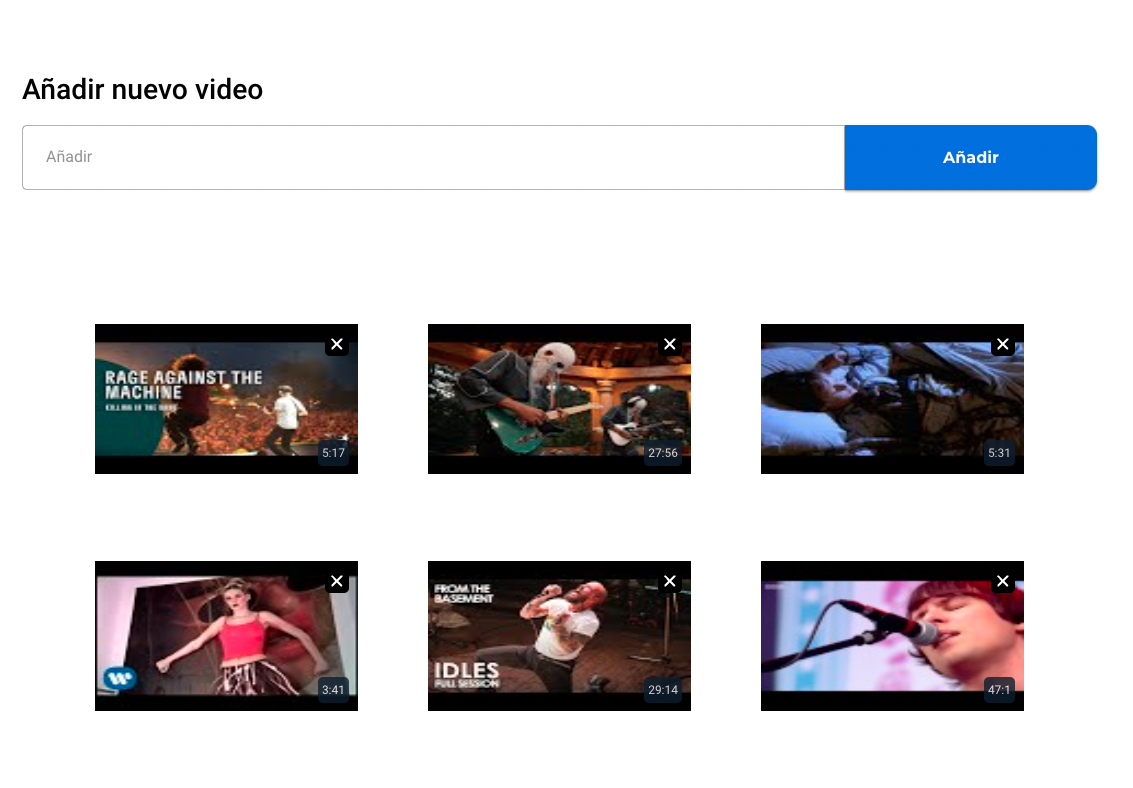 Añadir nuevo video
Añadir
Añadir
RAGE AGAINST THE
MACHINE
KILLING IN THE NAME
5:17
27:56
5:31
3:41
FROM THE
BASEMENT
IDLES
FULL SESSION
29:14
47:1